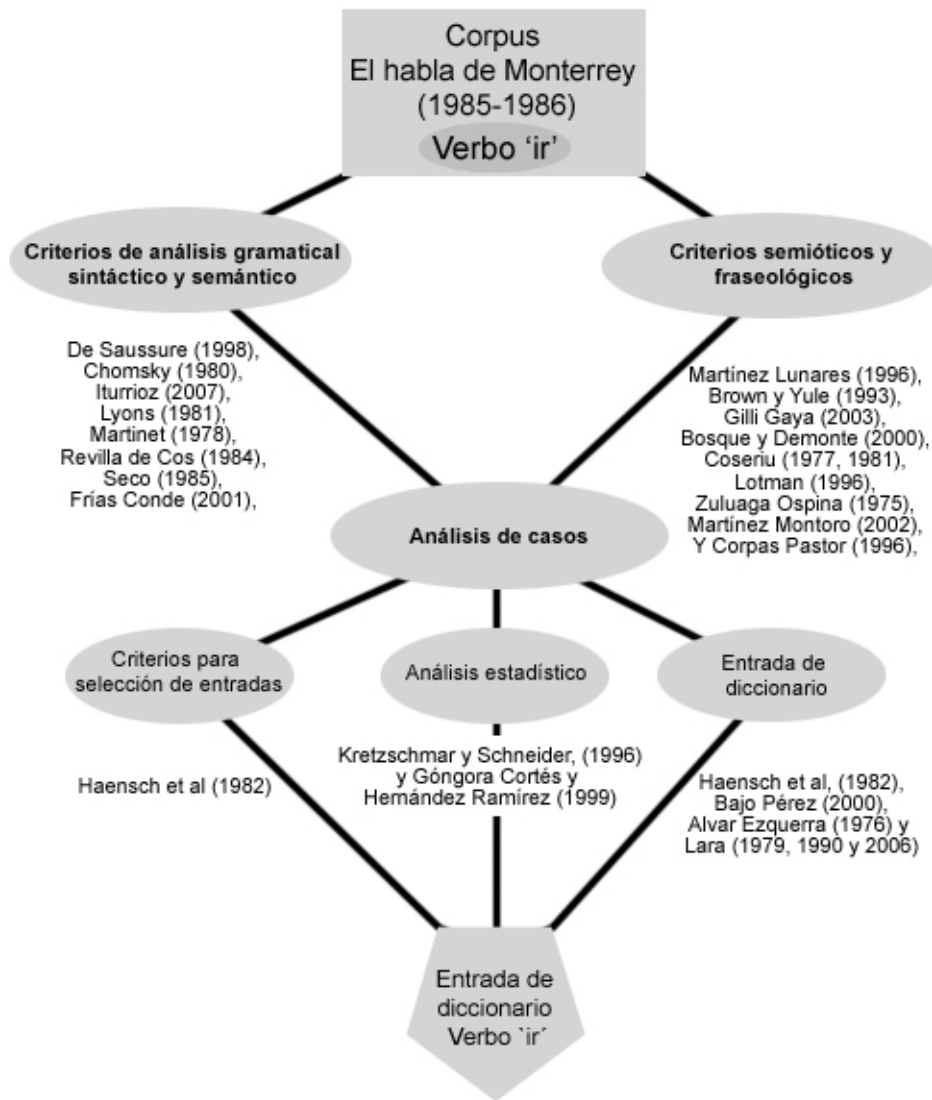 Corpus
El habla de Monterrey
(1985-1986)
Verbo ‘ir’
Criterios de análisis gramatical
sintáctico y semántico
Criterios semióticos y
fraseológicos
De Saussure (1998),
Chomsky (1980),
Iturrioz (2007),
Lyons (1981),
Martinet (1978),
Revilla de Cos (1984),
Seco (1985),
Frías Conde (2001),
Martínez Lunares (1996),
Brown y Yule (1993),
Gilli Gaya (2003),
Bosque y Demonte (2000),
Coseriu (1977, 1981),
Lotman (1996),
Zuluaga Ospina (1975),
Martínez Montoro (2002),
Y Corpas Pastor (1996),
Análisis de casos
Criterios para
selección de entradas
Análisis estadístico
Entrada de
diccionario
Haensch et al (1982)
Kretzschmar y Schneider, (1996)
y Góngora Cortés y
Hernández Ramírez (1999)
Haensch et al, (1982),
Bajo Pérez (2000),
Alvar Ezquerra (1976) y
Lara (1979, 1990 y 2006)
Entrada de
diccionario
Verbo `ir´